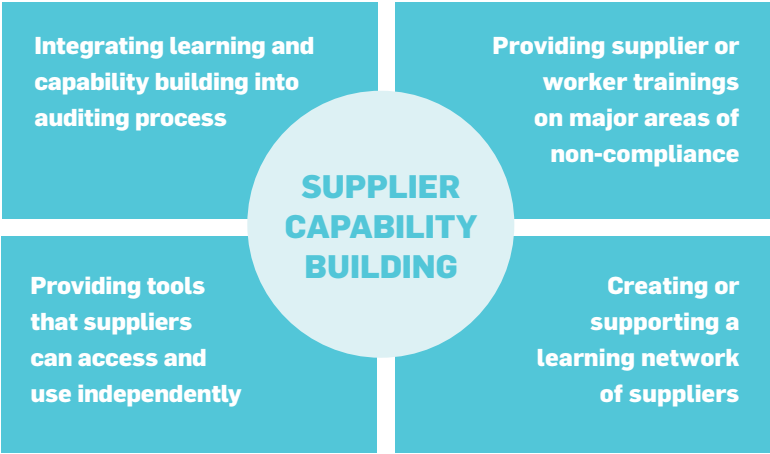 Integrating learning and
capability building into
auditing process
Providing supplier or
worker trainings
on major areas of
non-compliance
SUPPLIER
CAPABILITY
BUILDING
Providing tools
that suppliers
can access and
use independently
Creating or
supporting a
learning network
of suppliers